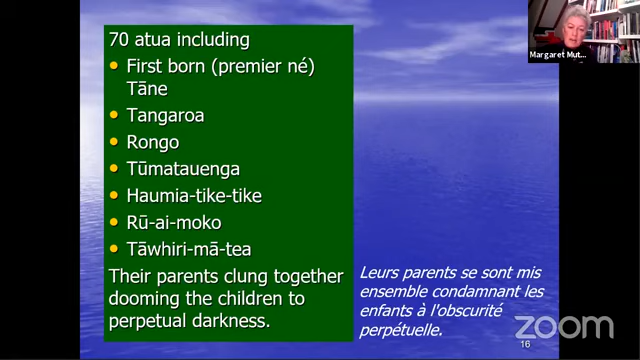 70 atua including
First born (premier né)
Tāne
Tangaroa
Rongo
Tūmatauenga
Haumia-tike-tike
Rū-ai-moko
Tāwhiri-mā-tea
Their parents clung together
dooming the children to
perpetual darkness.
Leurs parents se sont mis
ensemble condamnant les
enfants à l'obscurité
perpétuelle.
Margaret Mut...
zoom
16